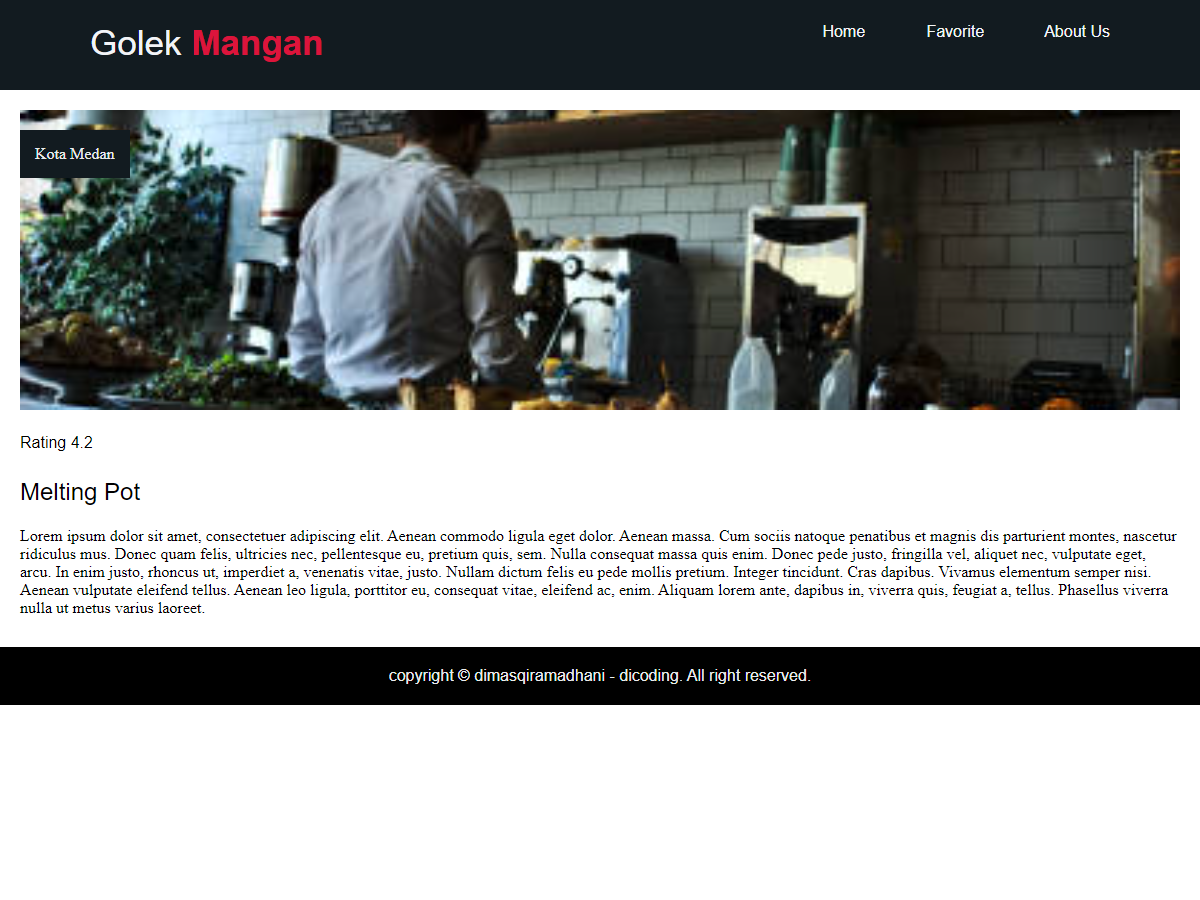 Golek Mangan
Home Favorite About Us
Kota Medan
Rating 4.2
Melting Pot
Lorem ipsum dolor sit amet, consectetuer adipiscing elit. Aenean commodo ligula eget dolor. Aenean massa. Cum sociis natoque penatibus et magnis dis parturient montes, nascetur
ridiculus mus. Donec quam felis, ultricies nec, pellentesque eu, pretium quis, sem. Nulla consequat massa quis enim. Donec pede justo, fringilla vel, aliquet nec, vulputate eget,
arcu. In enim justo, rhoncus ut, imperdiet a, venenatis vitae, justo. Nullam dictum felis eu pede mollis pretium. Integer tincidunt. Cras dapibus. Vivamus elementum semper nisi.
Aenean vulputate eleifend tellus. Aenean leo ligula, porttitor eu, consequat vitae, eleifend ac, enim. Aliquam lorem ante, dapibus in, viverra quis, feugiat a, tellus. Phasellus viverra
nulla ut metus varius laoreet.
copyright © dimasqiramadhani - dicoding. All right reserved.